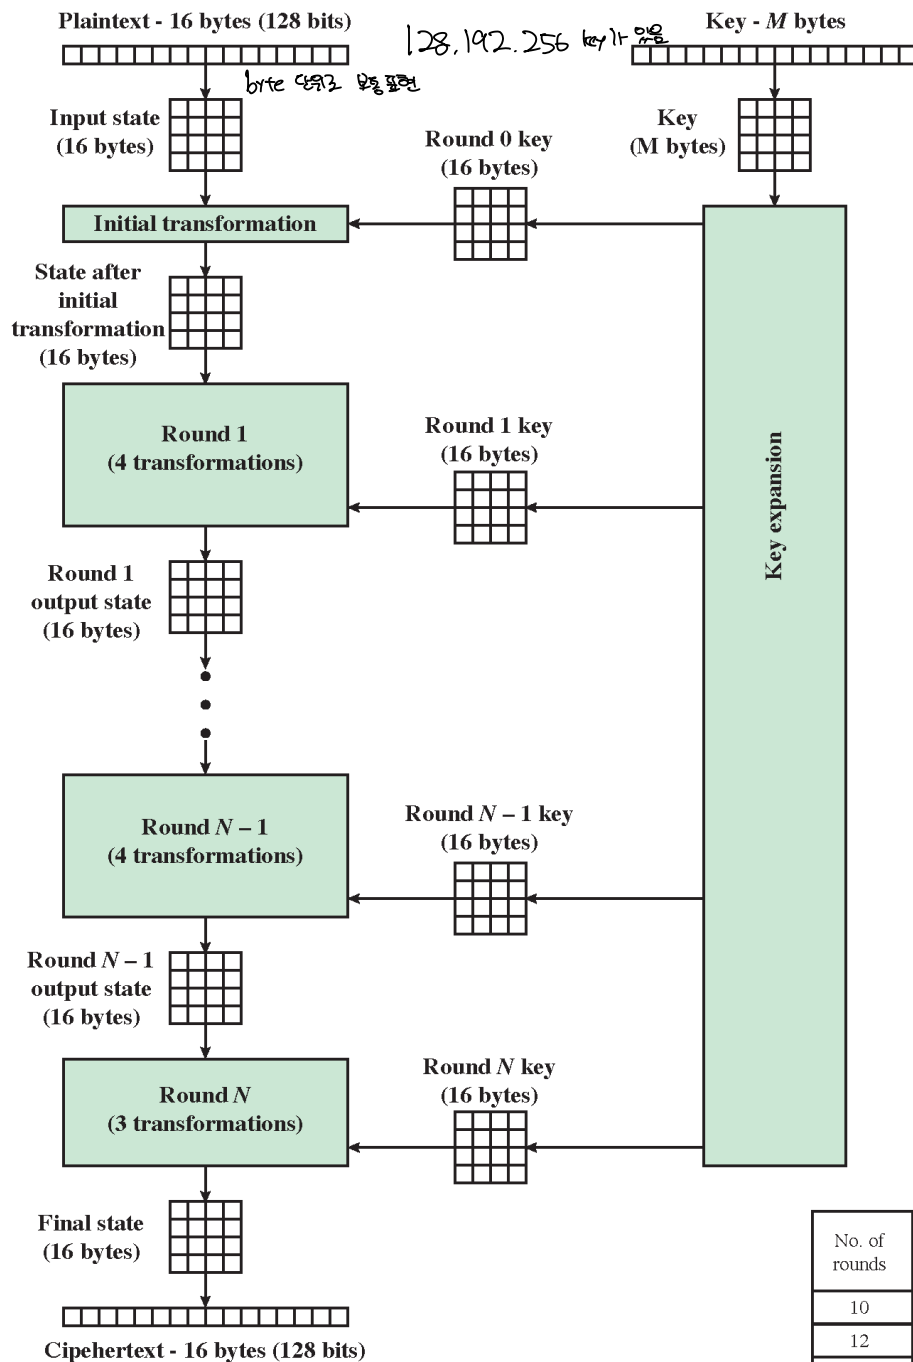 Plaintext - 16 bytes (128 bits)
128,192.256 key가 있음
Key - M bytes
byte 단위로 보통 표현
Input state
(16 bytes)
Key
(M bytes)
Round 0 key
(16 bytes)
Initial transformation
State after
initial
transformation
(16 bytes)
Round 1
(4 transformations)
Round 1 key
(16 bytes)
Key expansion
Round 1
output state
(16 bytes)
Round N – 1
(4 transformations)
Round N – 1 key
(16 bytes)
Round N – 1
output state
(16 bytes)
Round N
(3 transformations)
Round N key
(16 bytes)
Final state
(16 bytes)
No. of
rounds
10
12
Cipehertext - 16 bytes (128 bits)